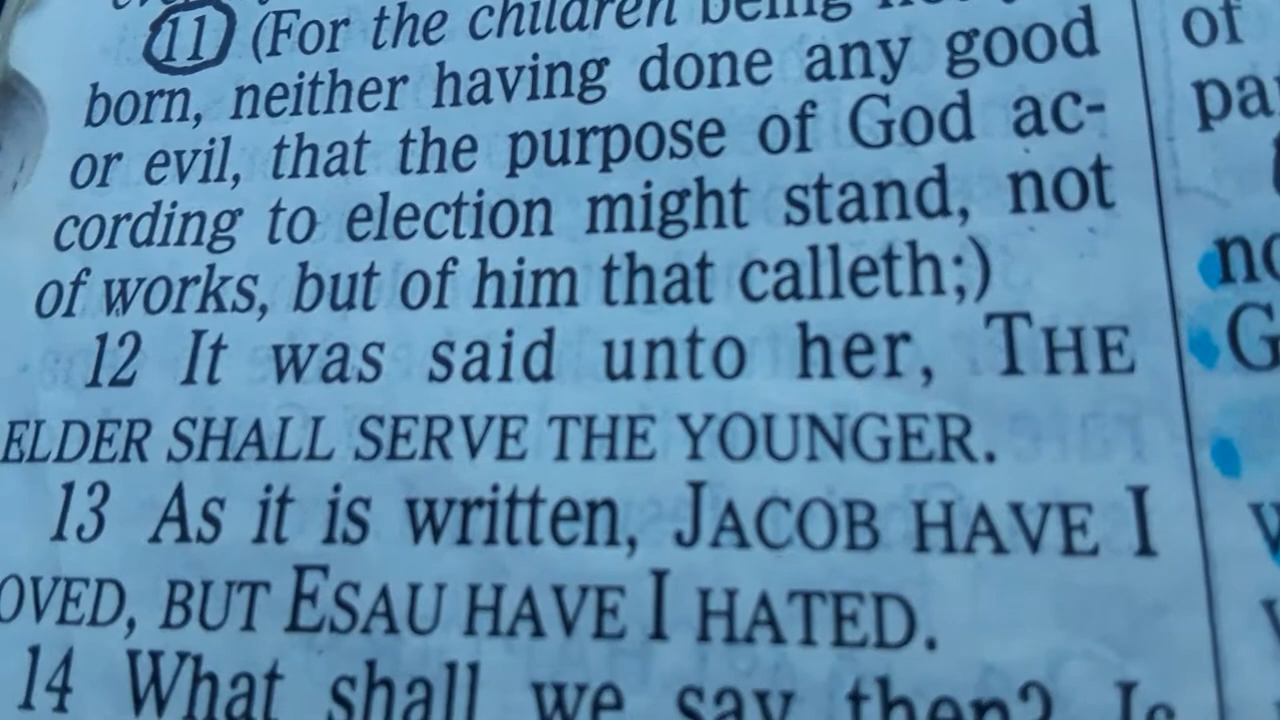 11 (For the children being
born, neither having done any good
or evil, that the purpose of God ac-
cording to election might stand, not
of works, but of him that calleth;)
12 It was said unto her, THE
ELDER SHALL SERVE THE YOUNGER.
13 As it is written, JACOB HAVE I
OVED, BUT ESAU HAVE I HATED.
14 What shall we say then? Is
of
pa
no
G